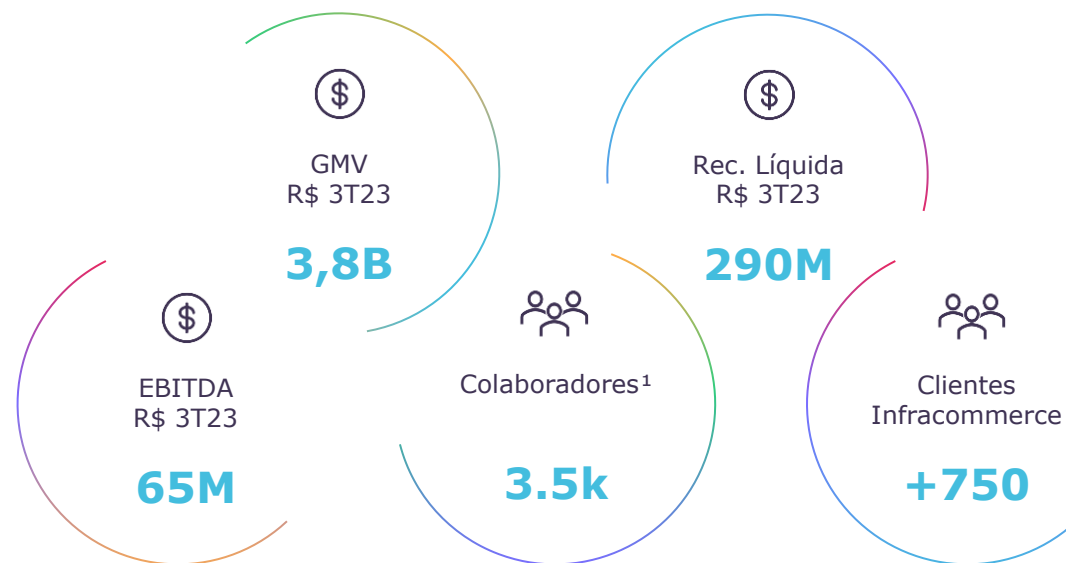 GMV
R$ 3T23
3,8B
Rec. Líquida
R$ 3T23
290M
EBITDA
R$ 3T23
65M
Colaboradores¹
3.5k
Clientes
Infracommerce
+750